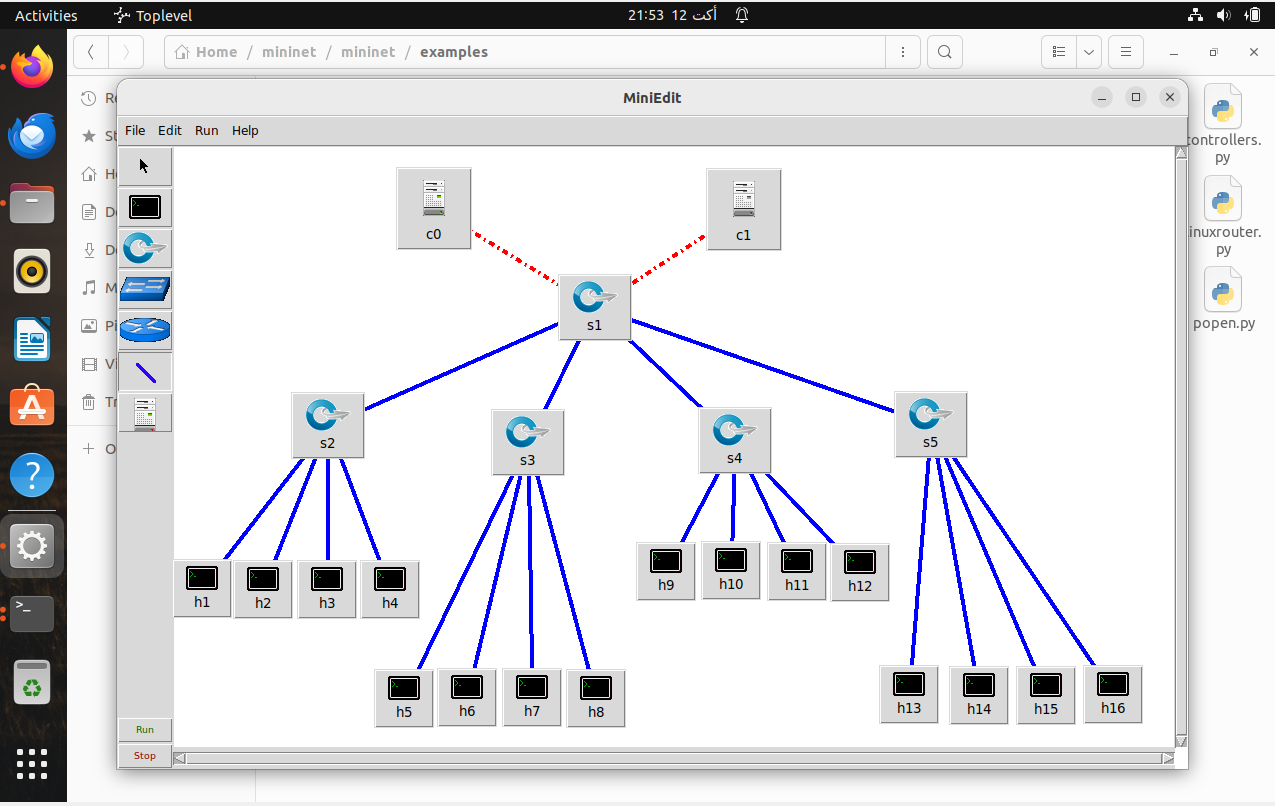 Activities
Toplevel
21:53 12 أكت
Home / mininet / mininet / examples
MiniEdit
File Edit Run Help
c0
c1
s1
s2
s3
s4
s5
h1
h2
h3
h4
h9
h10
h11
h12
h5
h6
h7
h8
h13
h14
h15
h16
Run
Stop
ontrollers.
py
inuxrouter.
py
popen.py